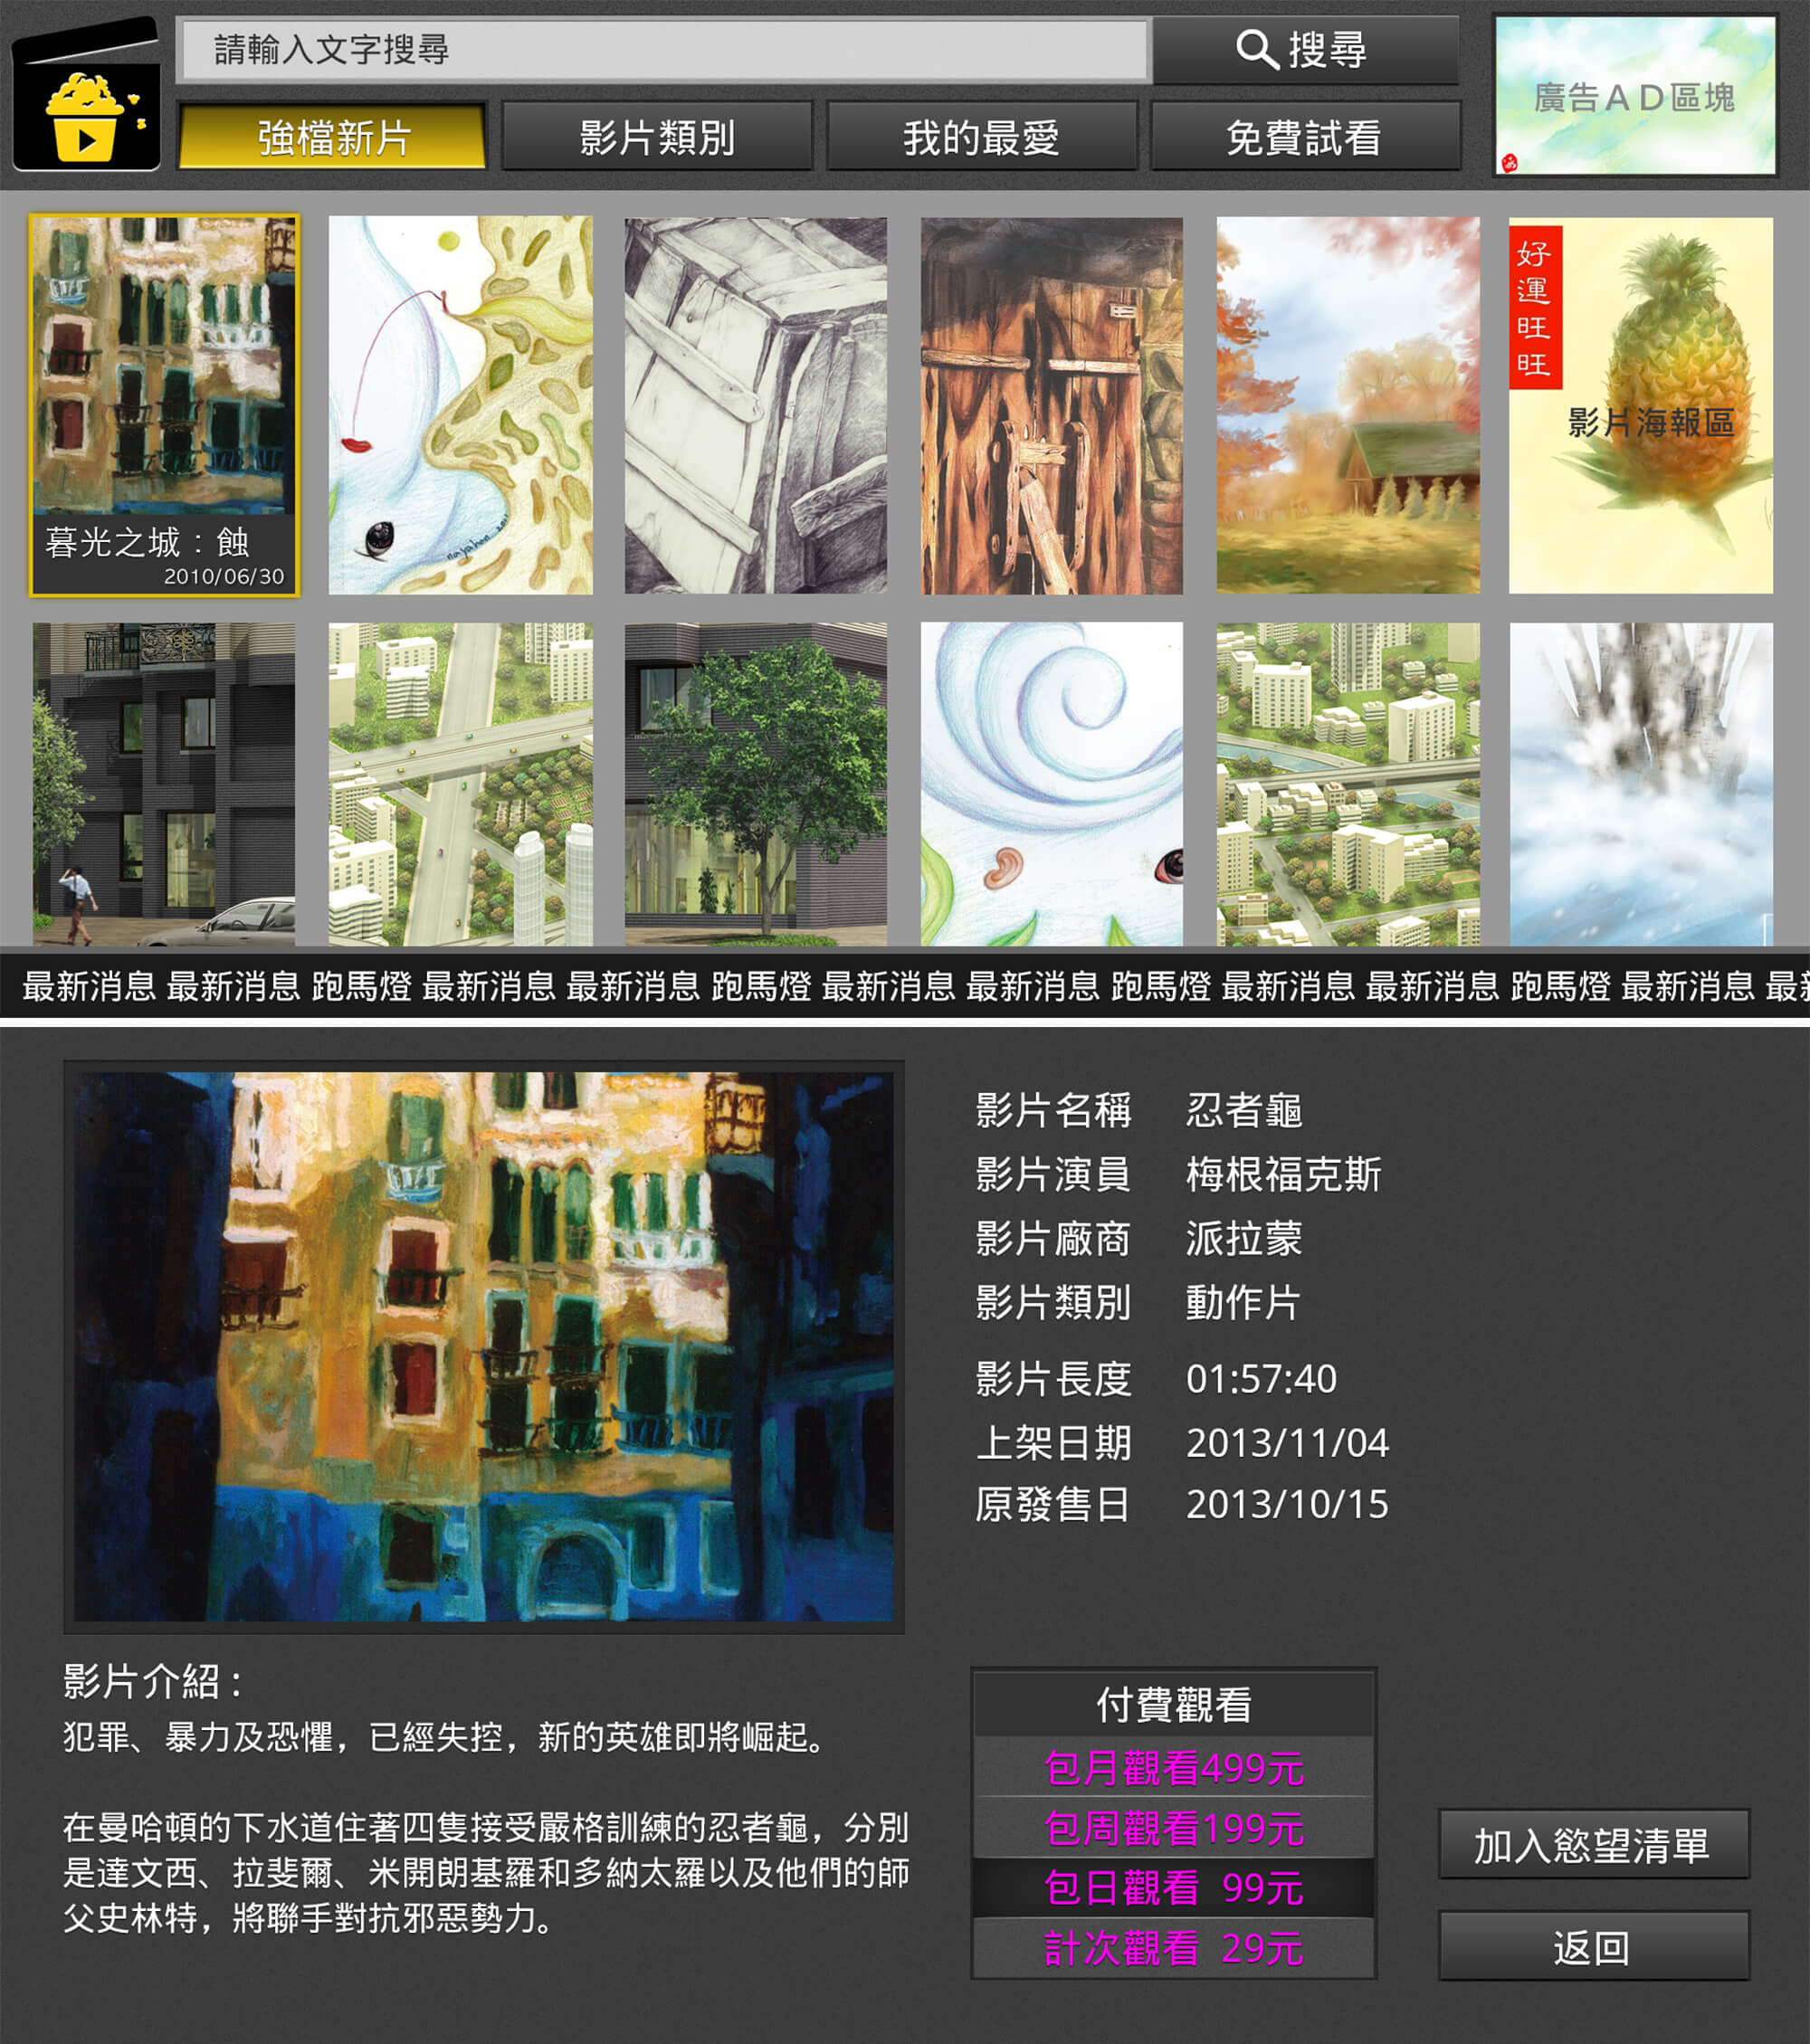 請輸入文字搜尋
搜尋
廣告ＡＤ區塊
強檔新片
影片類別
我的最愛
免費試看
好運旺旺
影片海報區
暮光之城：蝕
2010/06/30
最新消息 最新消息 跑馬燈 最新消息 最新消息 跑馬燈 最新消息 最新消息 跑馬燈 最新消息 最新消息 跑馬燈 最新消息 最新
影片名稱 忍者龜
影片演員 梅根福克斯
影片廠商 派拉蒙
影片類別 動作片
影片長度 01:57:40
上架日期 2013/11/04
原發售日 2013/10/15
影片介紹：
犯罪、暴力及恐懼，已經失控，新的英雄即將崛起。
在曼哈頓的下水道住著四隻接受嚴格訓練的忍者龜，分別
是達文西、拉斐爾、米開朗基羅和多納太羅以及他們的師
父史林特，將聯手對抗邪惡勢力。
付費觀看
包月觀看499元
包周觀看199元
包日觀看 99元
計次觀看 29元
加入慾望清單
返回